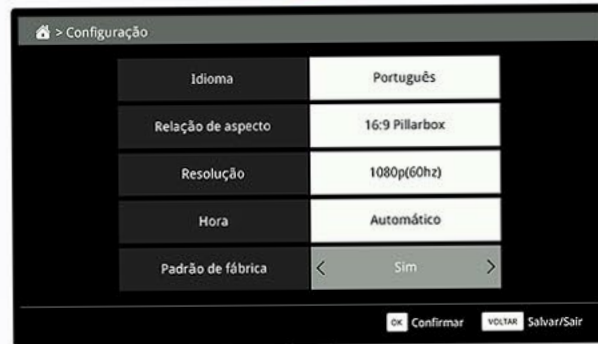 > Configuração
Idioma Português
Relação de aspecto 16:9 Pillarbox
Resolução 1080p(60hz)
Hora Automático
Padrão de fábrica < Sim >
OK Confirmar VOLTAR Salvar/Sair